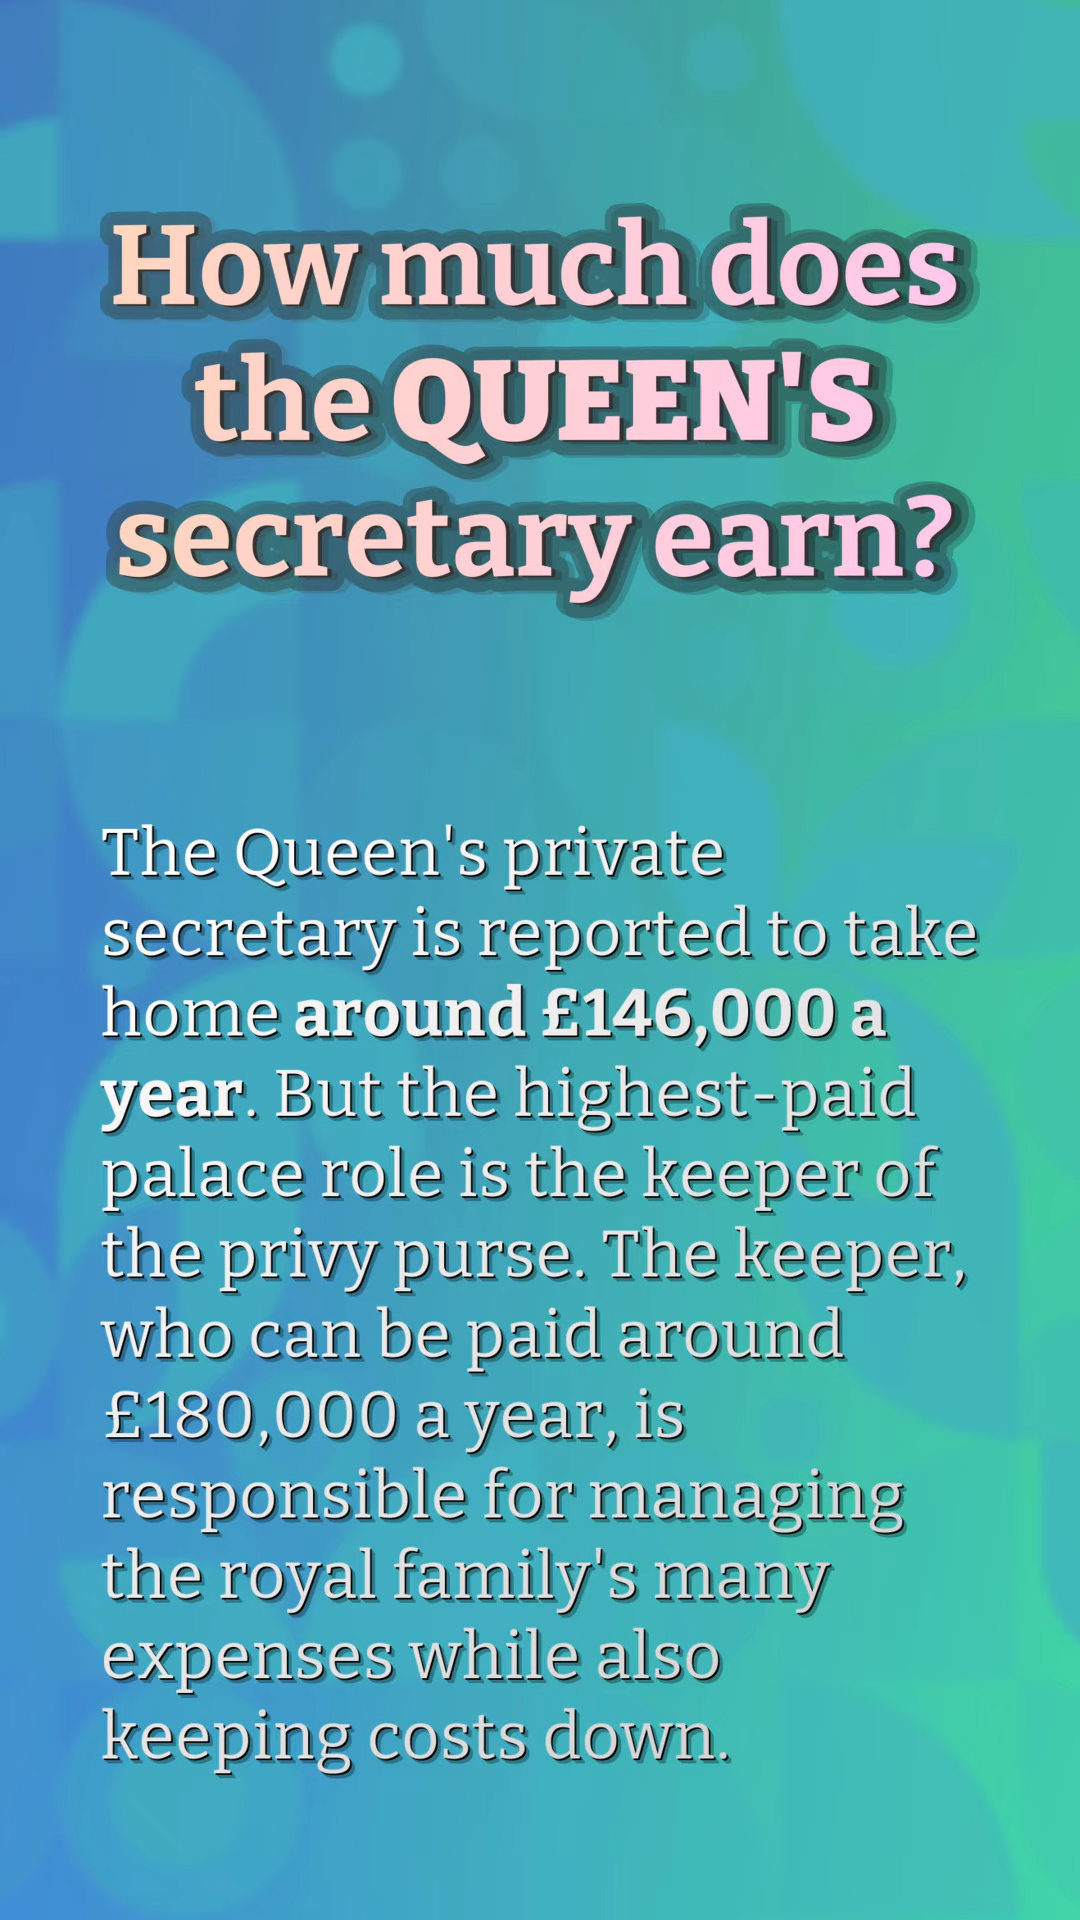 How much does
the QUEEN'S
secretary earn?
The Queen's private
secretary is reported to take
home around £146,000 a
year. But the highest-paid
palace role is the keeper of
the privy purse. The keeper,
who can be paid around
£180,000 a year, is
responsible for managing
the royal family's many
expenses while also
keeping costs down.